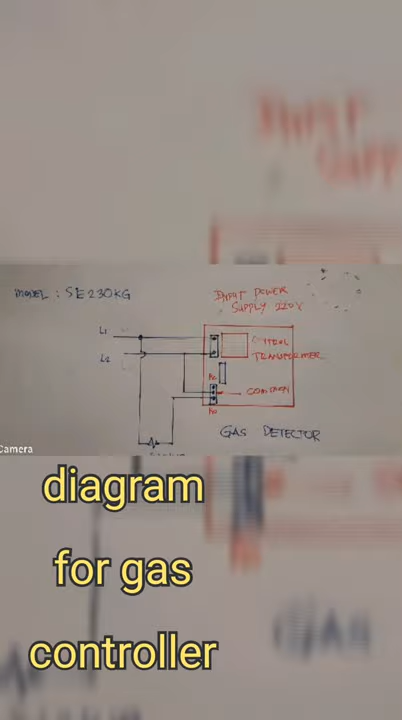 MODEL : SE230KG
INPUT POWER
SUPPLY 220V
L1
L2
CONTROL
TRANSFORMER
NC
COMMON
NO
GAS DETECTOR
Camera
diagram
for gas
controller